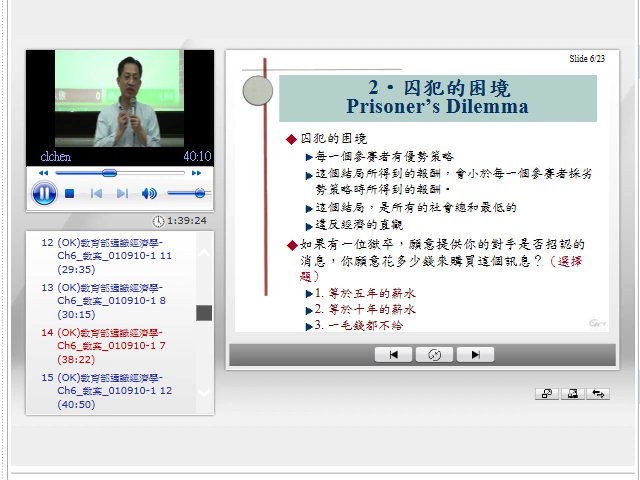 Slide 6/23
2‧囚犯的困境
Prisoner's Dilemma
囚犯的困境
每一個參賽者有優勢策略
這個結局所得到的報酬，會小於每一個參賽者採劣
勢策略時所得到的報酬‧
這個結局，是所有的社會總和最低的
違反經濟的直觀
如果有一位獄卒，願意提供你的對手是否招認的
消息，你願意花多少錢來購買這個訊息？（選擇
題）
1. 等於五年的薪水
2. 等於十年的薪水
3. 一毛錢都不給
clchen
40:10
1:39:24
12 (OK)教育部通識經濟學-
Ch6_教案_010910-1 11
(29:35)
13 (OK)教育部通識經濟學-
Ch6_教案_010910-1 8
(30:15)
14 (OK)教育部通識經濟學-
Ch6_教案_010910-1 7
(38:22)
15 (OK)教育部通識經濟學-
Ch6_教案_010910-1 12
(40:50)